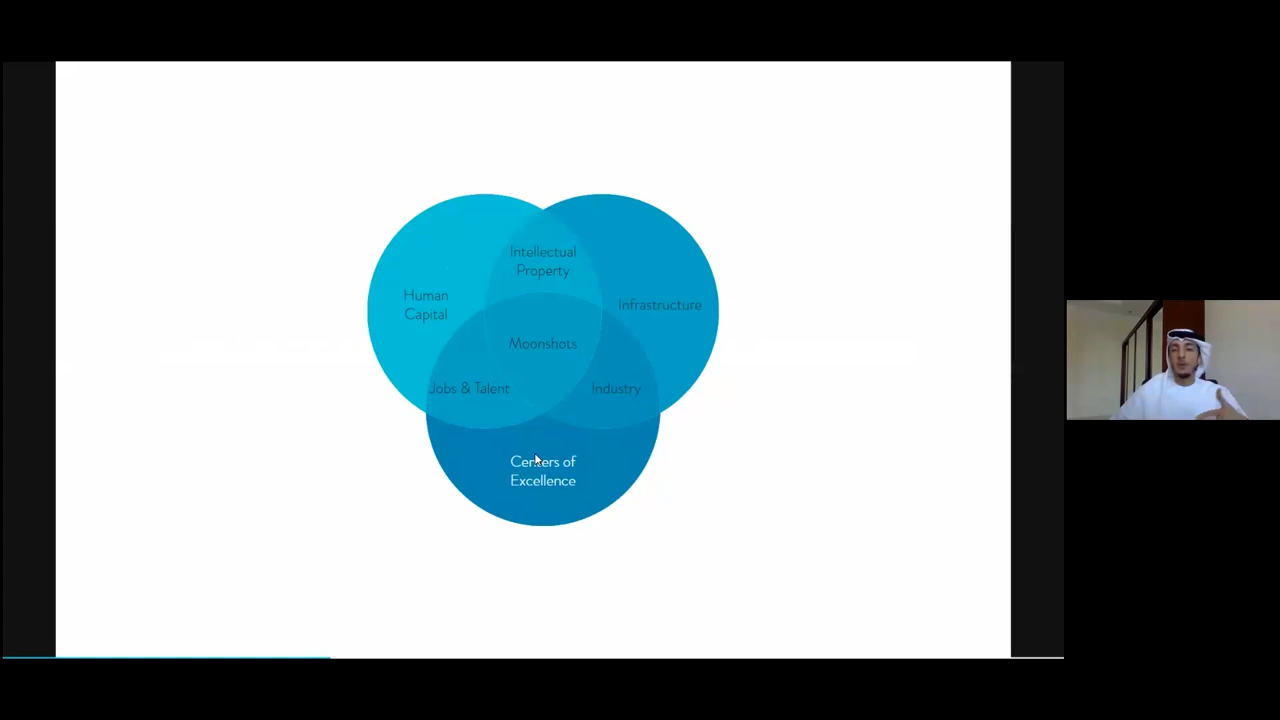 Intellectual
Property
Human
Capital
Infrastructure
Moonshots
Jobs & Talent
Industry
Centers of
Excellence